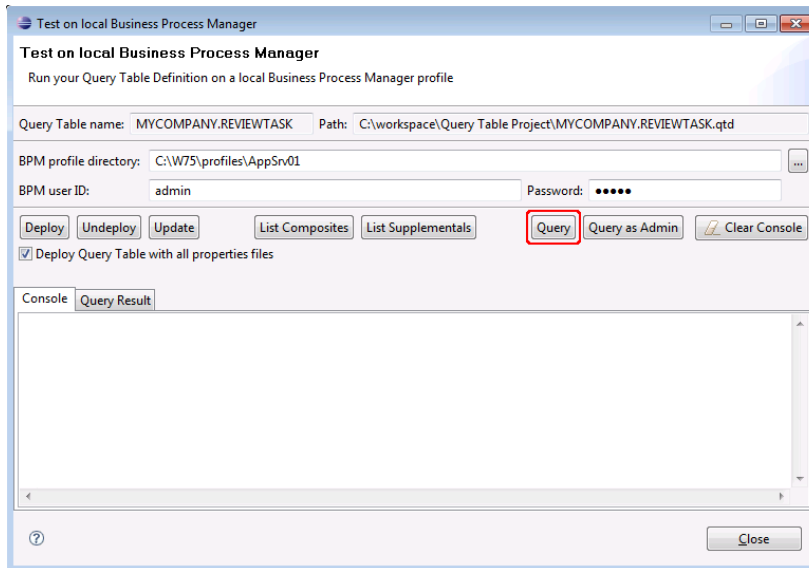 Test on local Business Process Manager
Test on local Business Process Manager
Run your Query Table Definition on a local Business Process Manager profile
Query Table name: MYCOMPANY.REVIEWTASK Path: C:\workspace\Query Table Project\MYCOMPANY.REVIEWTASK.qtd
BPM profile directory: C:\W75\profiles\AppSrv01 ...
BPM user ID: admin Password: •••••
Deploy Undeploy Update List Composites List Supplementals Query Query as Admin Clear Console
Deploy Query Table with all properties files
Console Query Result
? Close